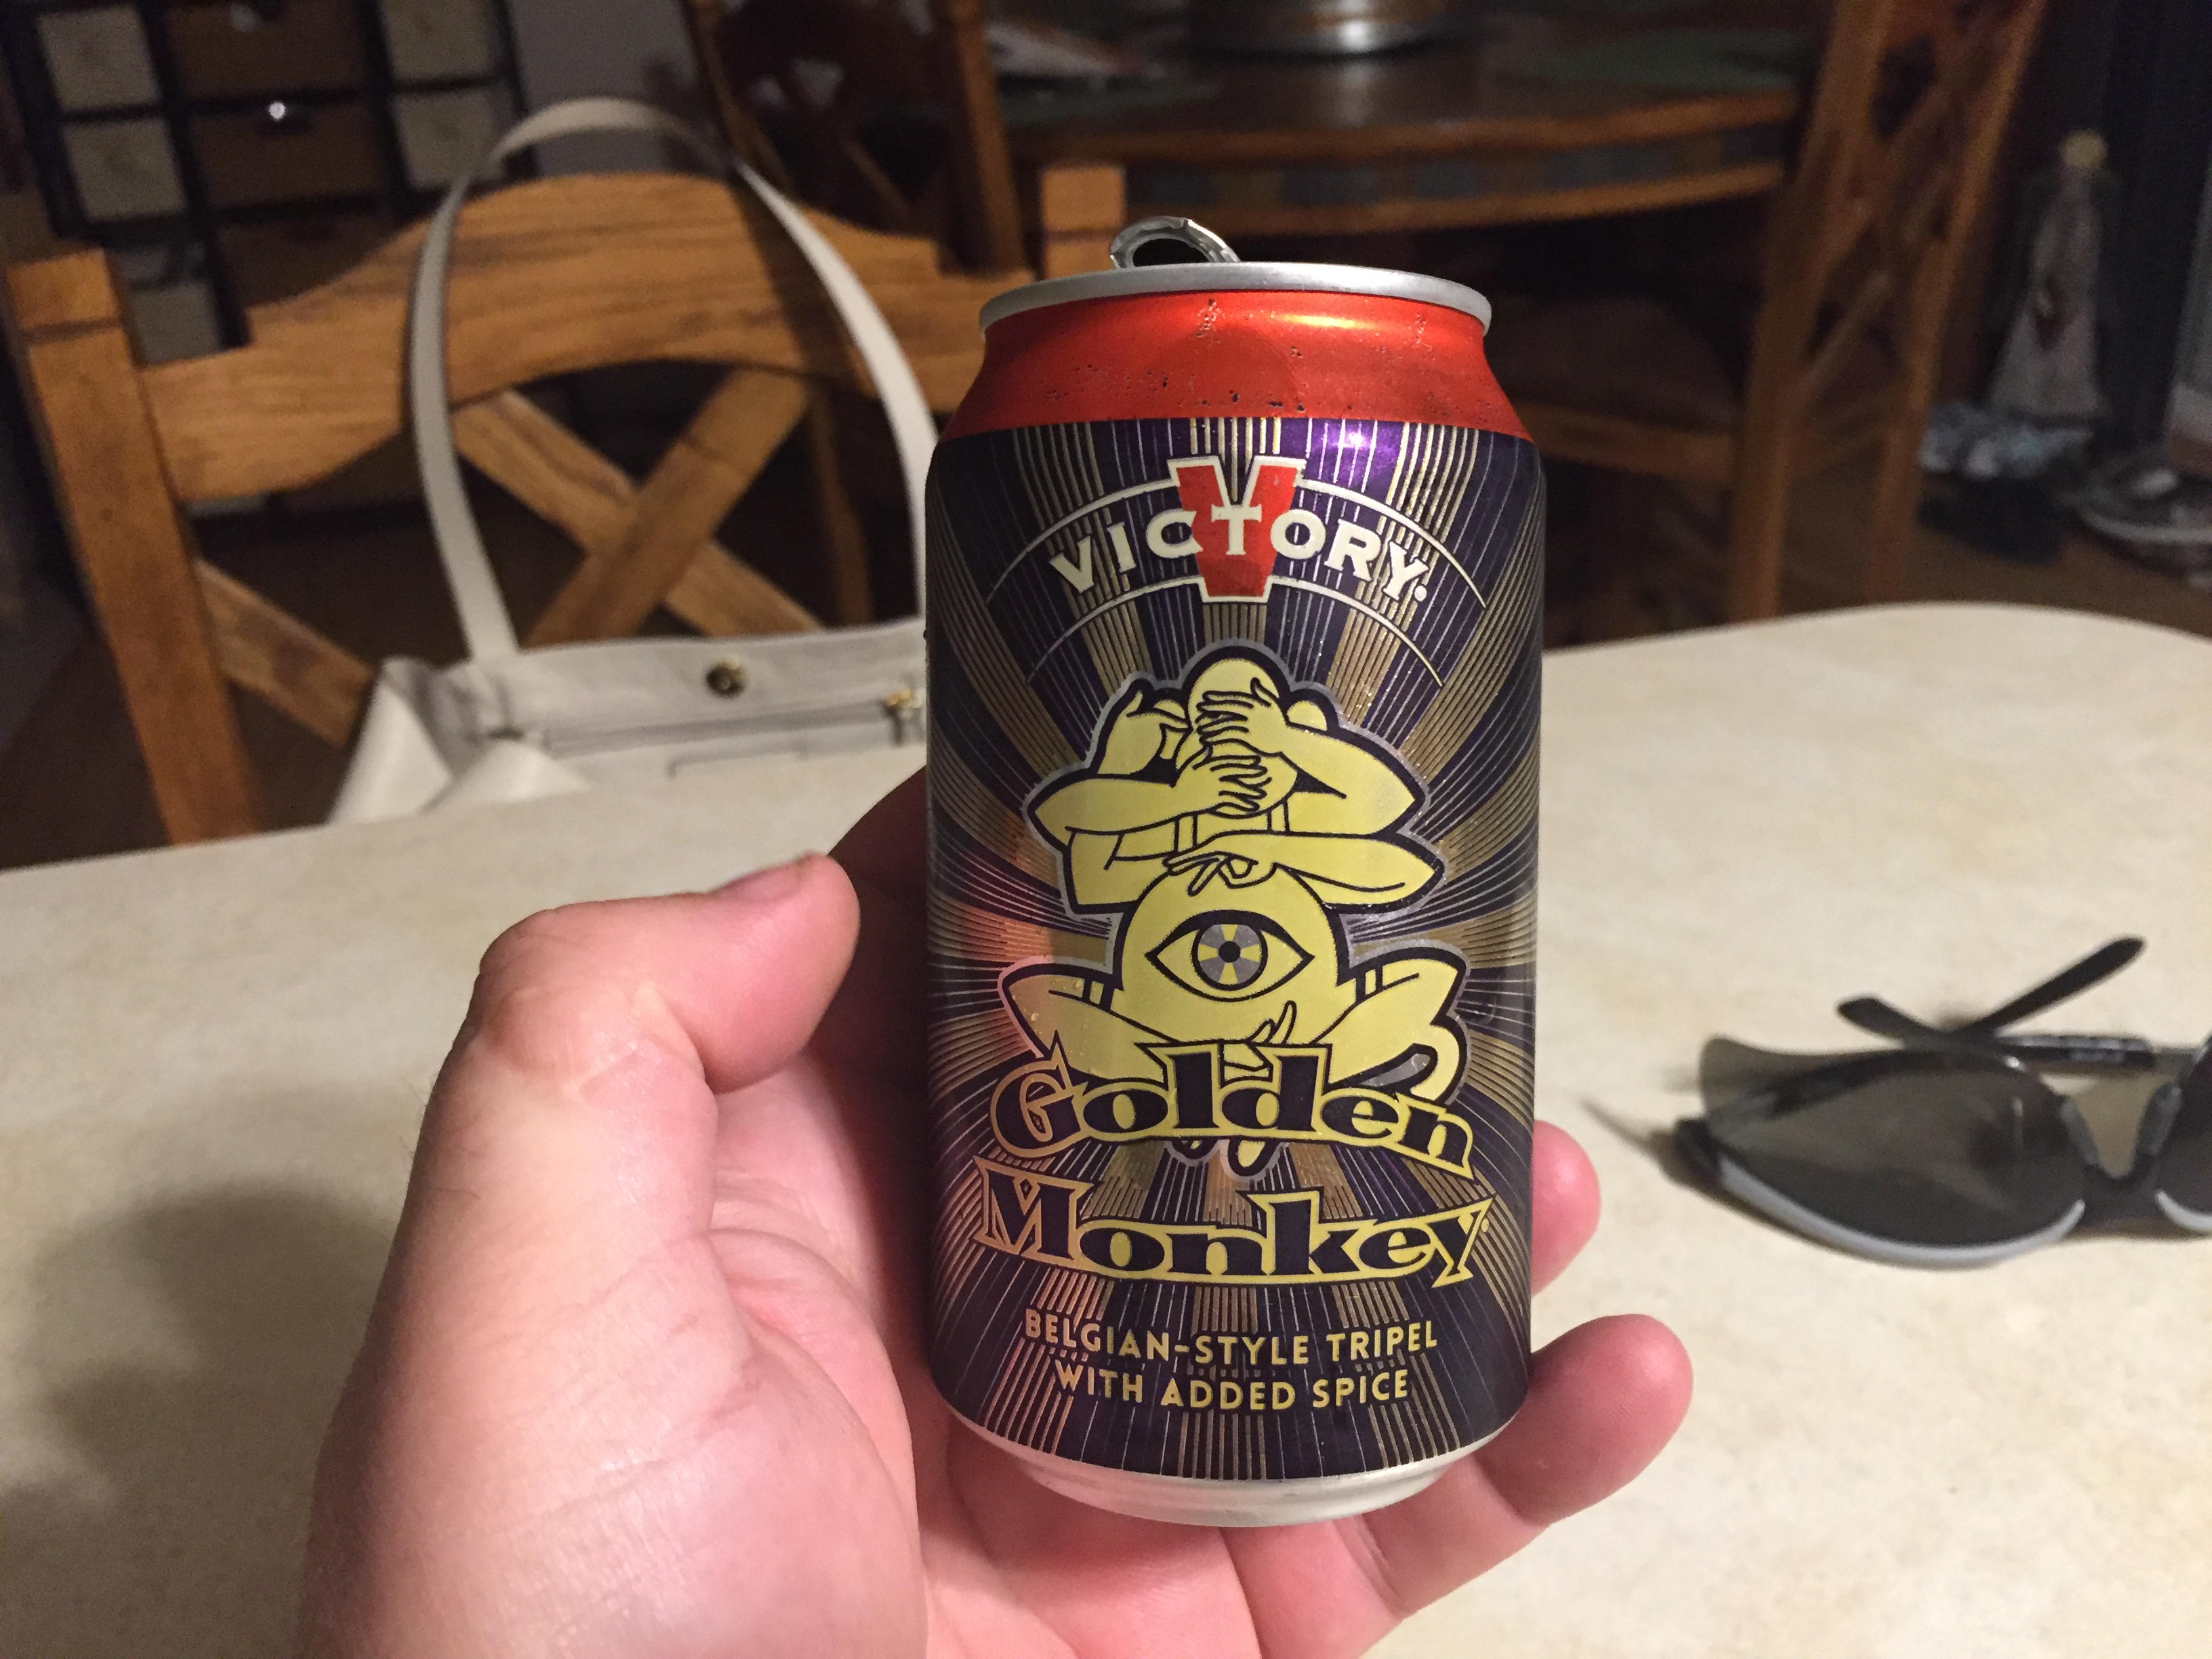 VICTORY
Golden
Monkey
BELGIAN-STYLE TRIPEL
WITH ADDED SPICE